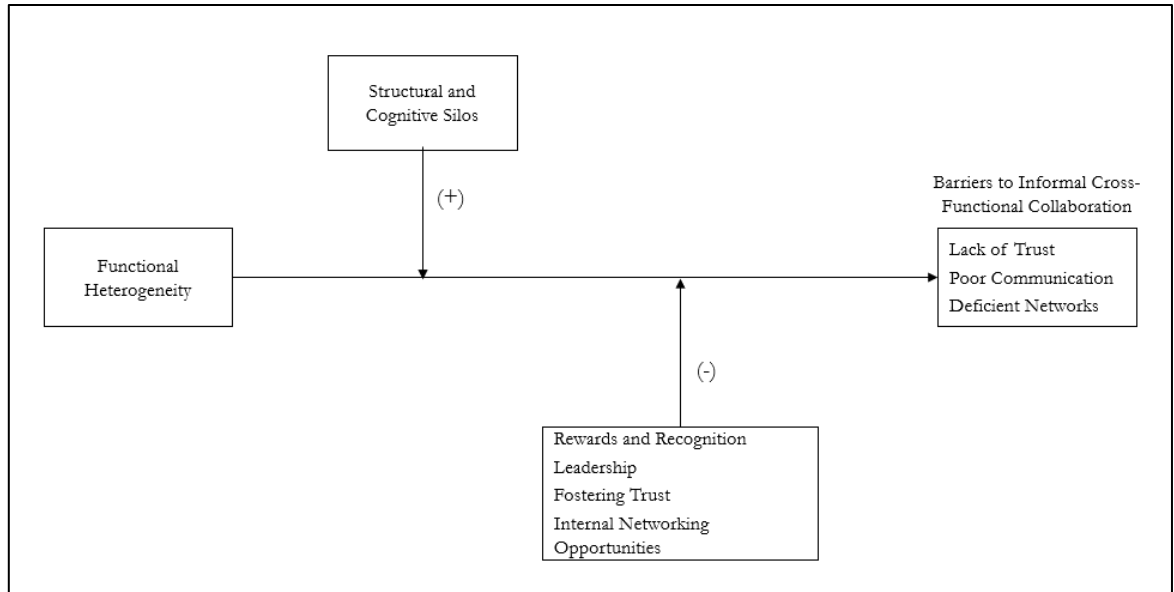 Structural and
Cognitive Silos
(+)
Barriers to Informal Cross-
Functional Collaboration
Functional
Heterogeneity
Lack of Trust
Poor Communication
Deficient Networks
(-)
Rewards and Recognition
Leadership
Fostering Trust
Internal Networking
Opportunities